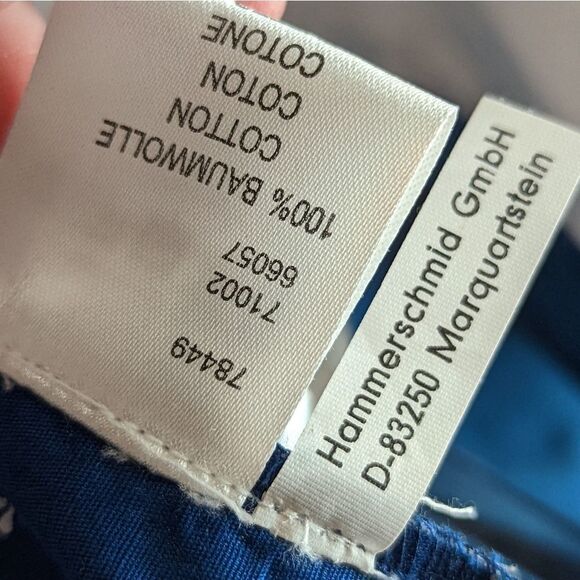 78449
71002
66057
100% BAUMWOLLE
COTTON
COTON
COTONE
Hammerschmid GmbH
D-83250 Marquartstein